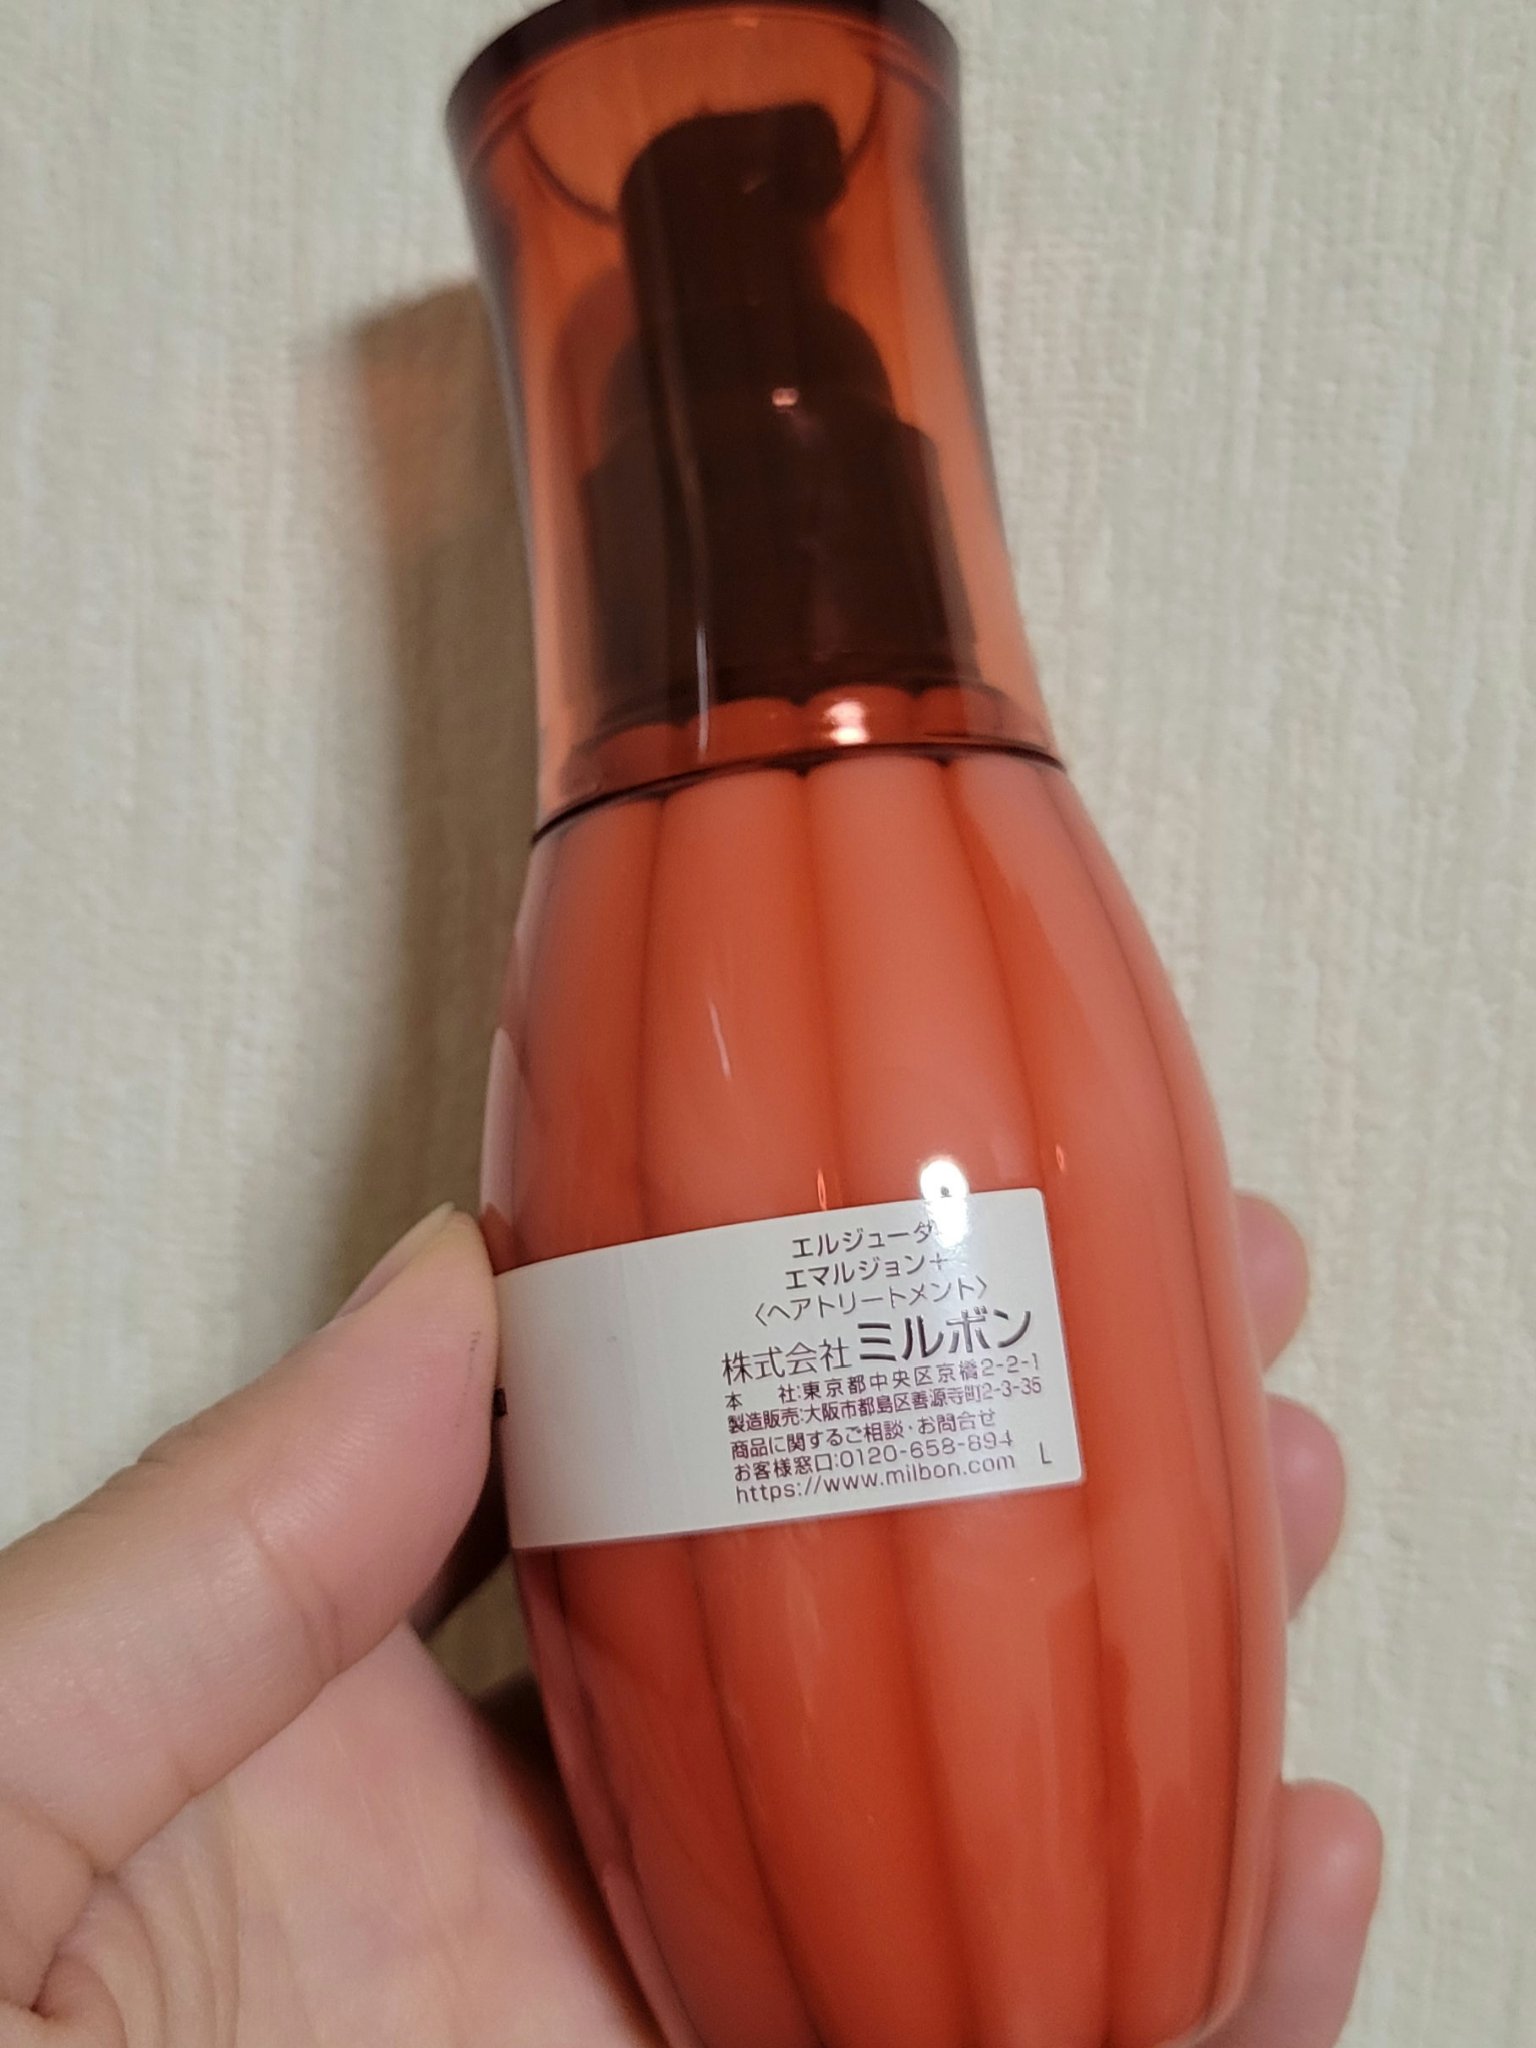 エルジューダ
エマルジョン+
〈ヘアトリートメント〉
株式会社 ミルボン
本 社:東京都中央区京橋2-2-1
製造販売:大阪市都島区善源寺町2-3-35
商品に関するご相談・お問合せ
お客様窓口:0120-658-894
https://www.milbon.com L